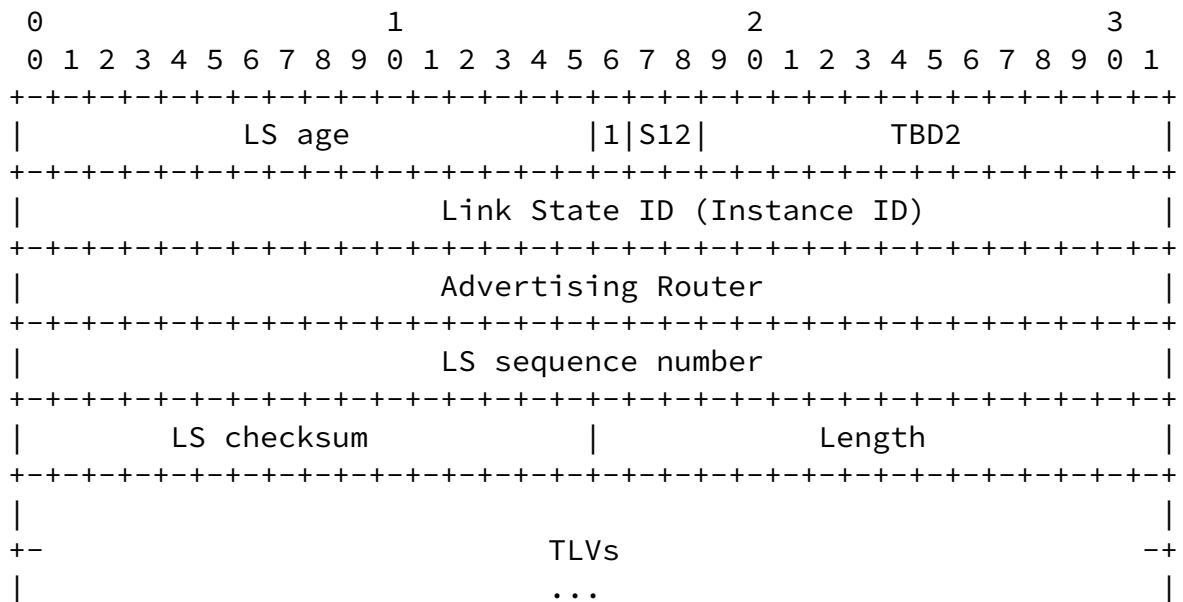 0                   1                   2                   3
 0 1 2 3 4 5 6 7 8 9 0 1 2 3 4 5 6 7 8 9 0 1 2 3 4 5 6 7 8 9 0 1
+-+-+-+-+-+-+-+-+-+-+-+-+-+-+-+-+-+-+-+-+-+-+-+-+-+-+-+-+-+-+-+-+
|            LS age             |1|S12|          TBD2           |
+-+-+-+-+-+-+-+-+-+-+-+-+-+-+-+-+-+-+-+-+-+-+-+-+-+-+-+-+-+-+-+-+
|                       Link State ID (Instance ID)             |
+-+-+-+-+-+-+-+-+-+-+-+-+-+-+-+-+-+-+-+-+-+-+-+-+-+-+-+-+-+-+-+-+
|                       Advertising Router                      |
+-+-+-+-+-+-+-+-+-+-+-+-+-+-+-+-+-+-+-+-+-+-+-+-+-+-+-+-+-+-+-+-+
|                       LS sequence number                      |
+-+-+-+-+-+-+-+-+-+-+-+-+-+-+-+-+-+-+-+-+-+-+-+-+-+-+-+-+-+-+-+-+
|        LS checksum            |            Length             |
+-+-+-+-+-+-+-+-+-+-+-+-+-+-+-+-+-+-+-+-+-+-+-+-+-+-+-+-+-+-+-+-+
|                                                               |
+-                            TLVs                             -+
|                             ...                               |